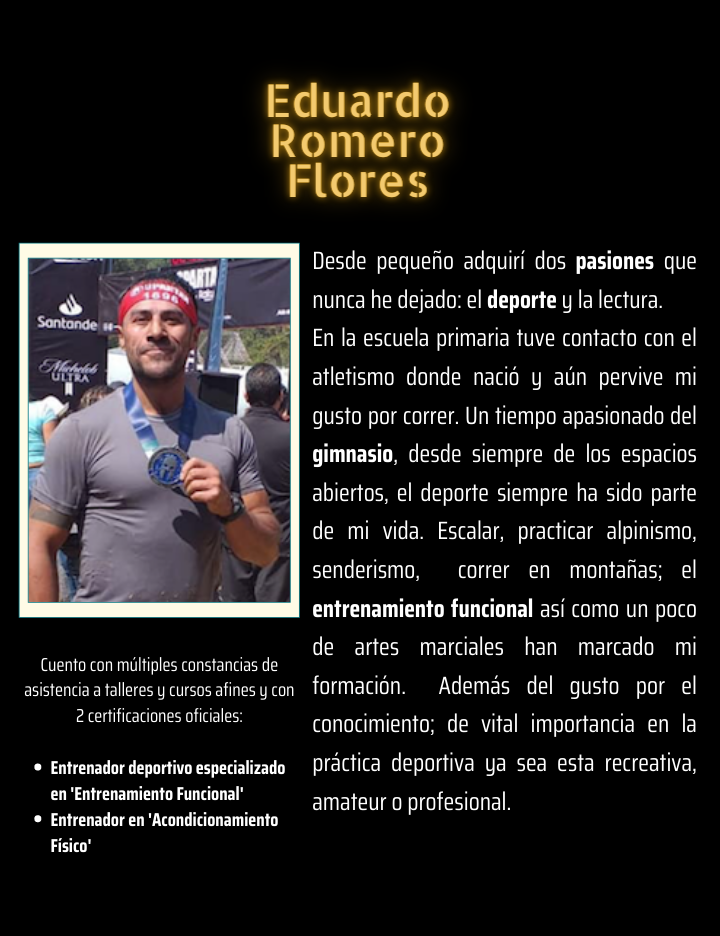 Eduardo
Romero
Flores
Santande
Michelob
ULTRA
SPARTA
1696
Desde pequeño adquirí dos pasiones que
nunca he dejado: el deporte y la lectura.
En la escuela primaria tuve contacto con el
atletismo donde nació y aún pervive mi
gusto por correr. Un tiempo apasionado del
gimnasio, desde siempre de los espacios
abiertos, el deporte siempre ha sido parte
de mi vida. Escalar, practicar alpinismo,
senderismo, correr en montañas; el
entrenamiento funcional así como un poco
de artes marciales han marcado mi
formación. Además del gusto por el
conocimiento; de vital importancia en la
práctica deportiva ya sea esta recreativa,
amateur o profesional.
Cuento con múltiples constancias de
asistencia a talleres y cursos afines y con
2 certificaciones oficiales:
• Entrenador deportivo especializado
en 'Entrenamiento Funcional'
• Entrenador en 'Acondicionamiento
Físico'